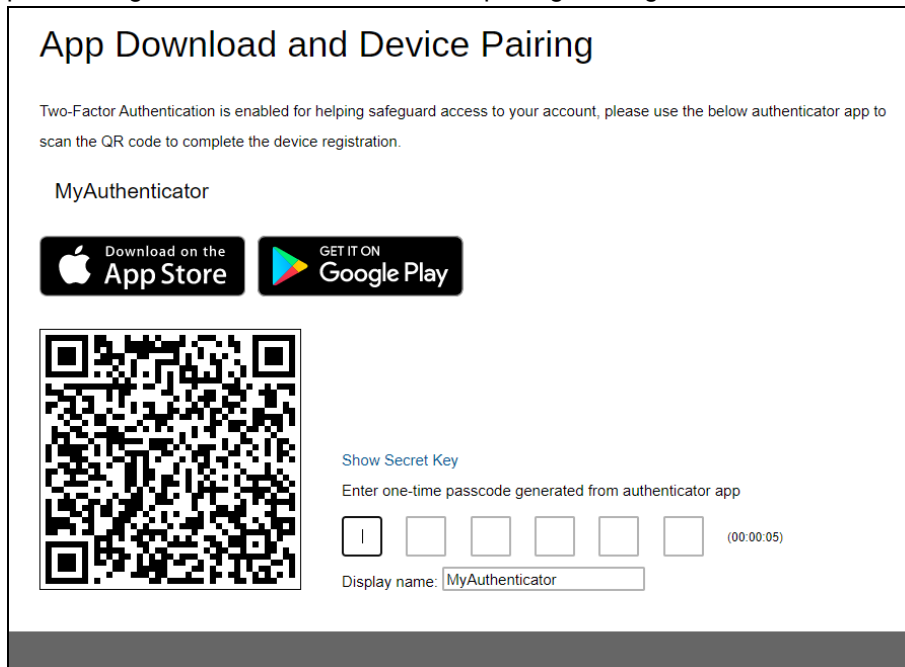 App Download and Device Pairing
Two-Factor Authentication is enabled for helping safeguard access to your account, please use the below authenticator app to
scan the QR code to complete the device registration.
MyAuthenticator
Download on the
App Store
GET IT ON
Google Play
Show Secret Key
Enter one-time passcode generated from authenticator app
(00:00:05)
Display name: MyAuthenticator